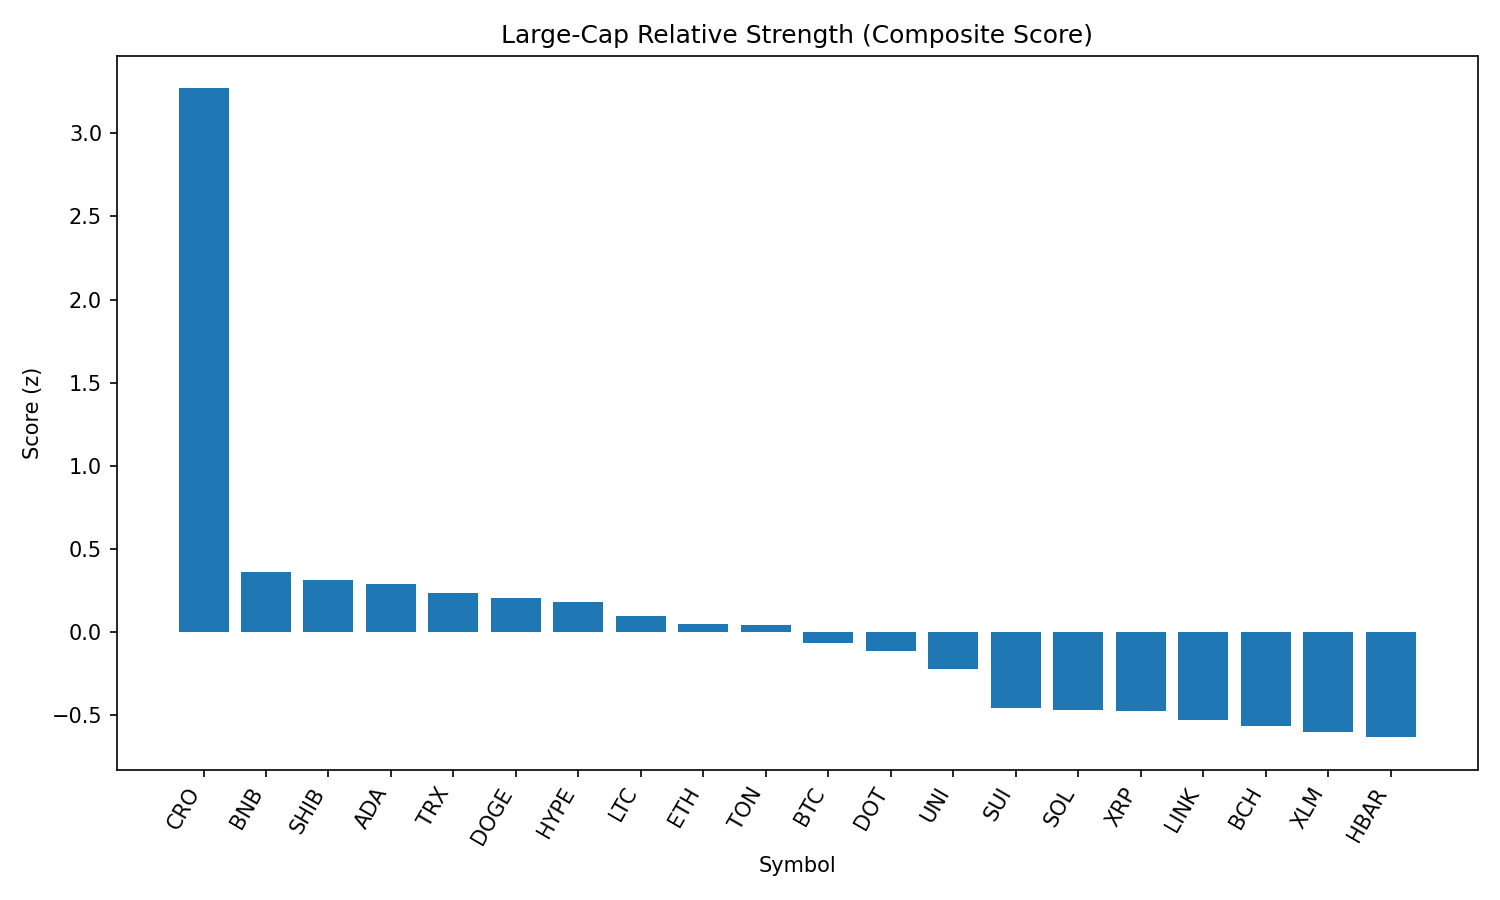 Large-Cap Relative Strength (Composite Score)
Score (z)
3.0
2.5
2.0
1.5
1.0
0.5
0.0
−0.5
CRO
BNB
SHIB
ADA
TRX
DOGE
HYPE
LTC
ETH
TON
BTC
DOT
UNI
SUI
SOL
XRP
LINK
BCH
XLM
HBAR
Symbol